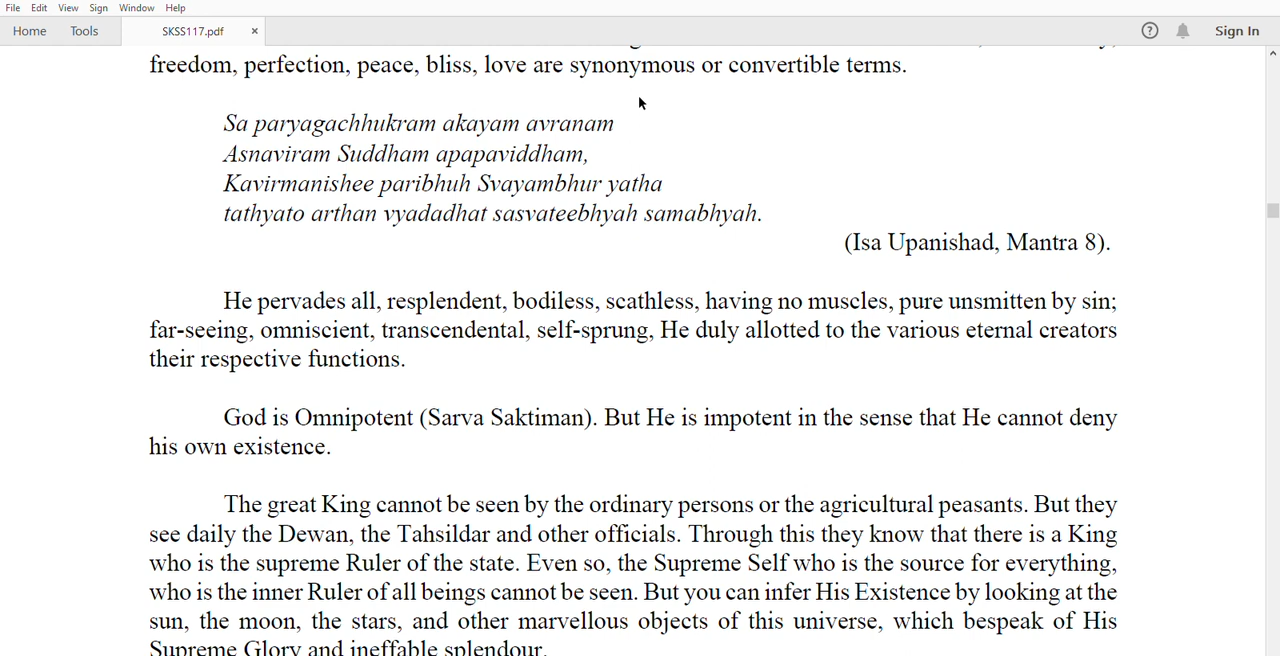 File Edit View Sign Window Help
Home Tools SKSS117.pdf × ? Sign In
freedom, perfection, peace, bliss, love are synonymous or convertible terms.
Sa paryagachhukram akayam avranam
Asnaviram Suddham apapaviddham,
Kavirmanishee paribhuh Svayambhur yatha
tathyato arthan vyadadhat sasvateebhyah samabhyah.
(Isa Upanishad, Mantra 8).
He pervades all, resplendent, bodiless, scathless, having no muscles, pure unsmitten by sin;
far-seeing, omniscient, transcendental, self-sprung, He duly allotted to the various eternal creators
their respective functions.
God is Omnipotent (Sarva Saktiman). But He is impotent in the sense that He cannot deny
his own existence.
The great King cannot be seen by the ordinary persons or the agricultural peasants. But they
see daily the Dewan, the Tahsildar and other officials. Through this they know that there is a King
who is the supreme Ruler of the state. Even so, the Supreme Self who is the source for everything,
who is the inner Ruler of all beings cannot be seen. But you can infer His Existence by looking at the
sun, the moon, the stars, and other marvellous objects of this universe, which bespeak of His
Supreme Glory and ineffable splendour.